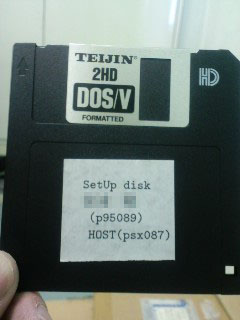 TEIJIN
2HD
DOS/V
FORMATTED
HD
SetUp disk
(p95089)
HOST(psx087)